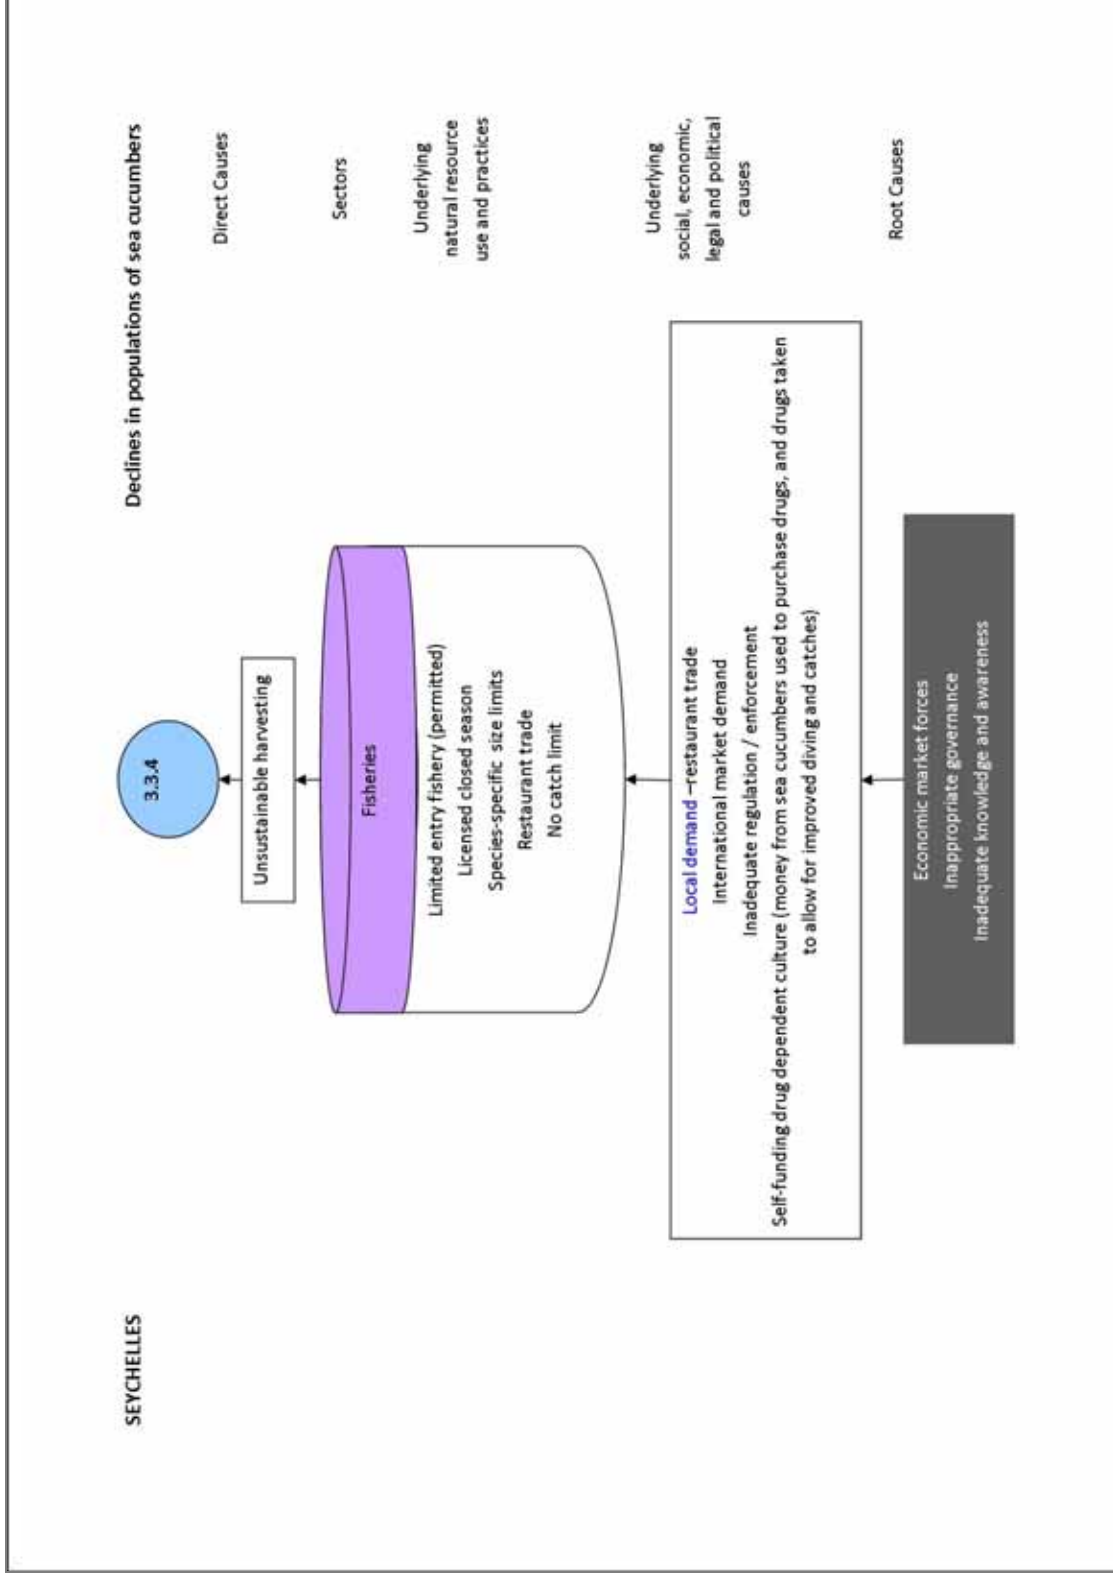 SEYCHELLES
Declines in populations of sea cucumbers
3.3.4
Direct Causes
Unsustainable harvesting
Sectors
Fisheries
Underlying
natural resource
use and practices
Limited entry fishery (permitted)
Licensed closed season
Species-specific size limits
Restaurant trade
No catch limit
Underlying
social, economic,
legal and political
causes
Local demand –restaurant trade
International market demand
Inadequate regulation / enforcement
Self-funding drug dependent culture (money from sea cucumbers used to purchase drugs, and drugs taken
to allow for improved diving and catches)
Root Causes
Economic market forces
Inappropriate governance
Inadequate knowledge and awareness